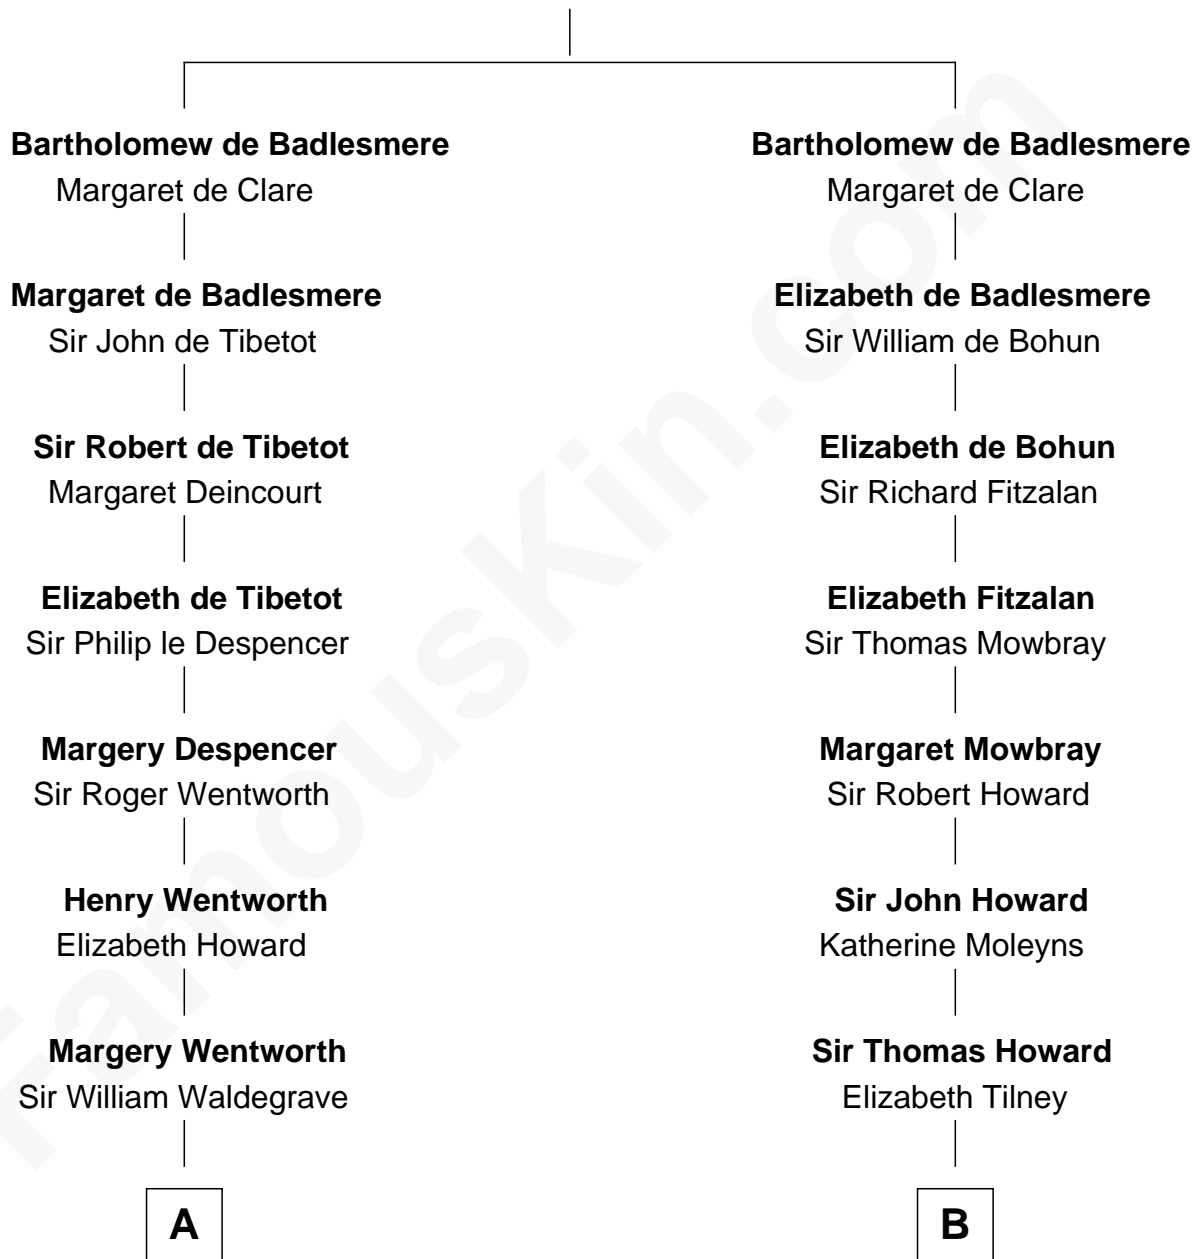 Bartholomew de Badlesmere
Margaret de Clare
Margaret de Badlesmere
Sir John de Tibetot
Sir Robert de Tibetot
Margaret Deincourt
Elizabeth de Tibetot
Sir Philip le Despencer
Margery Despencer
Sir Roger Wentworth
Henry Wentworth
Elizabeth Howard
Margery Wentworth
Sir William Waldegrave
A
Bartholomew de Badlesmere
Margaret de Clare
Elizabeth de Badlesmere
Sir William de Bohun
Elizabeth de Bohun
Sir Richard Fitzalan
Elizabeth Fitzalan
Sir Thomas Mowbray
Margaret Mowbray
Sir Robert Howard
Sir John Howard
Katherine Moleyns
Sir Thomas Howard
Elizabeth Tilney
B
FamousKin.com